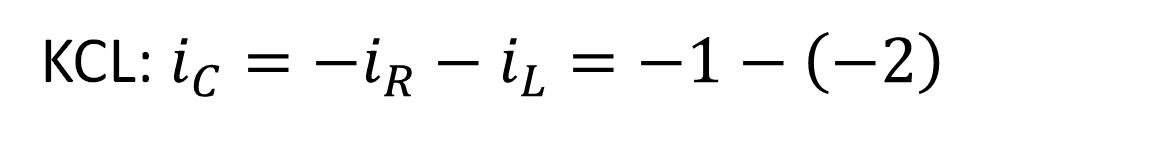 KCL: i_C = −i_R − i_L = −1 − (−2)